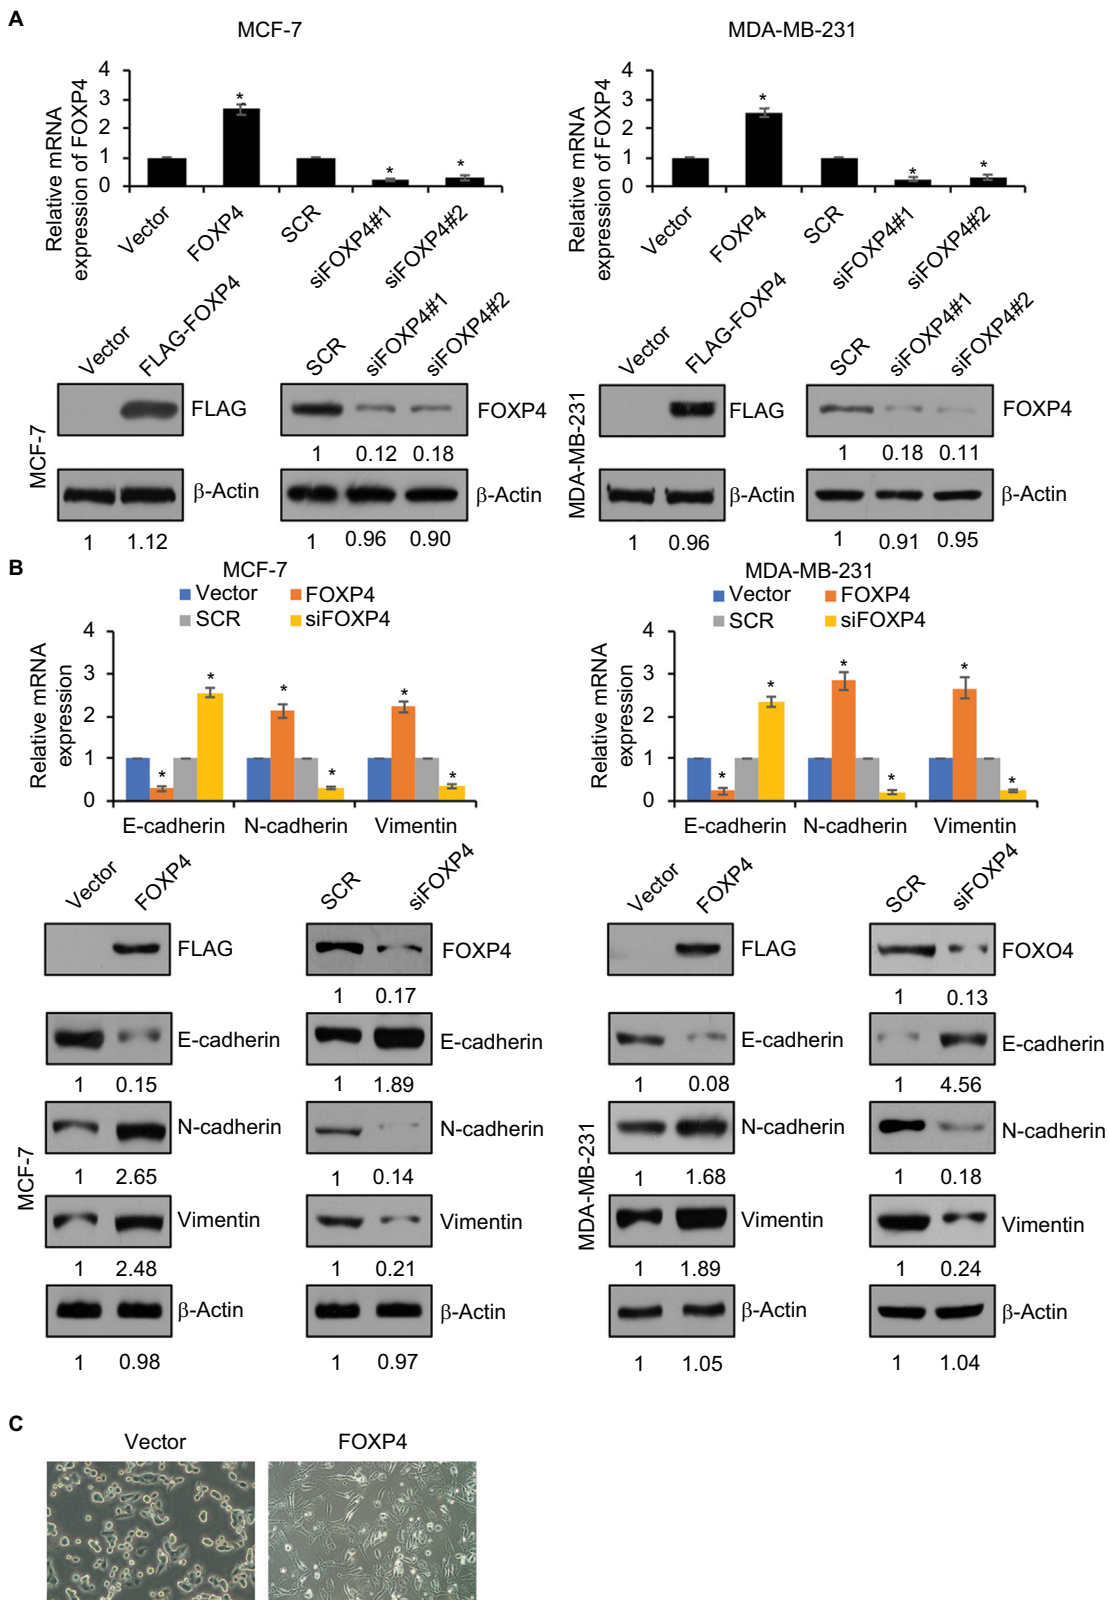 A
MCF-7
MDA-MB-231
Relative mRNA
expression of FOXP4
4
3
2
1
0
*
*
*
Vector
FOXP4
SCR
siFOXP4#1
siFOXP4#2
Relative mRNA
expression of FOXP4
4
3
2
1
0
*
*
*
Vector
FOXP4
SCR
siFOXP4#1
siFOXP4#2
MCF-7
Vector
FLAG-FOXP4
FLAG
β-Actin
1 1.12
SCR
siFOXP4#1
siFOXP4#2
FOXP4
1 0.12 0.18
β-Actin
1 0.96 0.90
MDA-MB-231
Vector
FLAG-FOXP4
FLAG
β-Actin
1 0.96
SCR
siFOXP4#1
siFOXP4#2
FOXP4
1 0.18 0.11
β-Actin
1 0.91 0.95
B
MCF-7
Vector FOXP4
SCR siFOXP4
Relative mRNA
expression
4
3
2
1
0
*
*
*
*
*
*
E-cadherin N-cadherin Vimentin
MDA-MB-231
Vector FOXP4
SCR siFOXP4
Relative mRNA
expression
4
3
2
1
0
*
*
*
*
*
*
E-cadherin N-cadherin Vimentin
MCF-7
Vector
FOXP4
FLAG
E-cadherin
1 0.15
N-cadherin
1 2.65
Vimentin
1 2.48
β-Actin
1 0.98
SCR
siFOXP4
FOXP4
1 0.17
E-cadherin
1 1.89
N-cadherin
1 0.14
Vimentin
1 0.21
β-Actin
1 0.97
MDA-MB-231
Vector
FOXP4
FLAG
E-cadherin
1 0.08
N-cadherin
1 1.68
Vimentin
1 1.89
β-Actin
1 1.05
SCR
siFOXP4
FOXO4
1 0.13
E-cadherin
1 4.56
N-cadherin
1 0.18
Vimentin
1 0.24
β-Actin
1 1.04
C
Vector
FOXP4